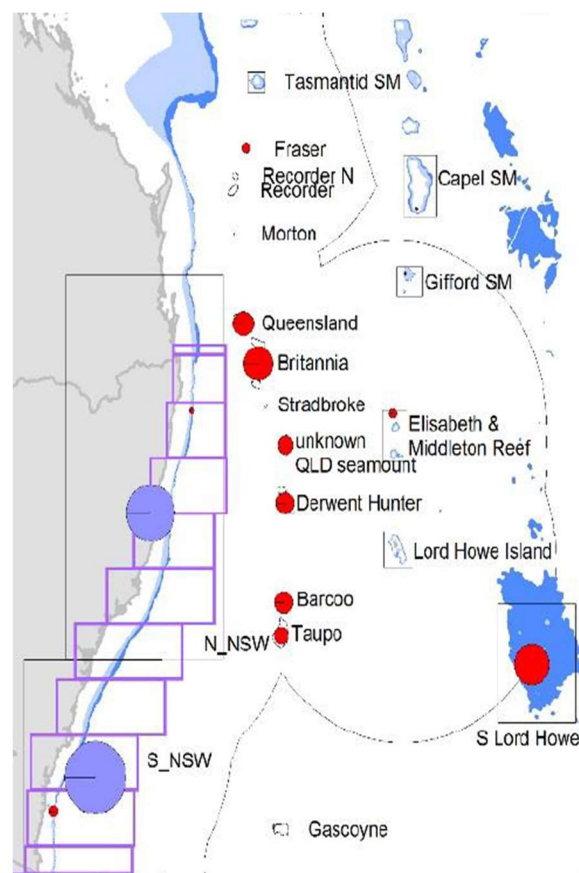 Tasmantid SM
Fraser
Recorder N
Recorder
Capel SM
Morton
Gifford SM
Queensland
Britannia
Stradbroke
Elisabeth &
Middleton Reef
unknown
QLD seamount
Derwent Hunter
Lord Howe Island
Barcoo
N_NSW
Taupo
S Lord Howe
S_NSW
Gascoyne